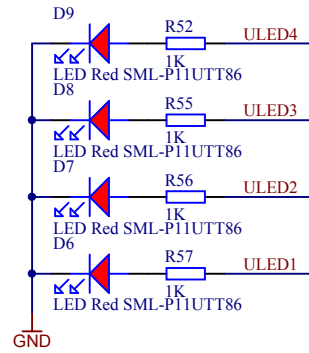 D9
R52
ULED4
1K
LED Red SML-P11UTT86
D8
R55
ULED3
1K
LED Red SML-P11UTT86
D7
R56
ULED2
1K
LED Red SML-P11UTT86
D6
R57
ULED1
1K
LED Red SML-P11UTT86
GND